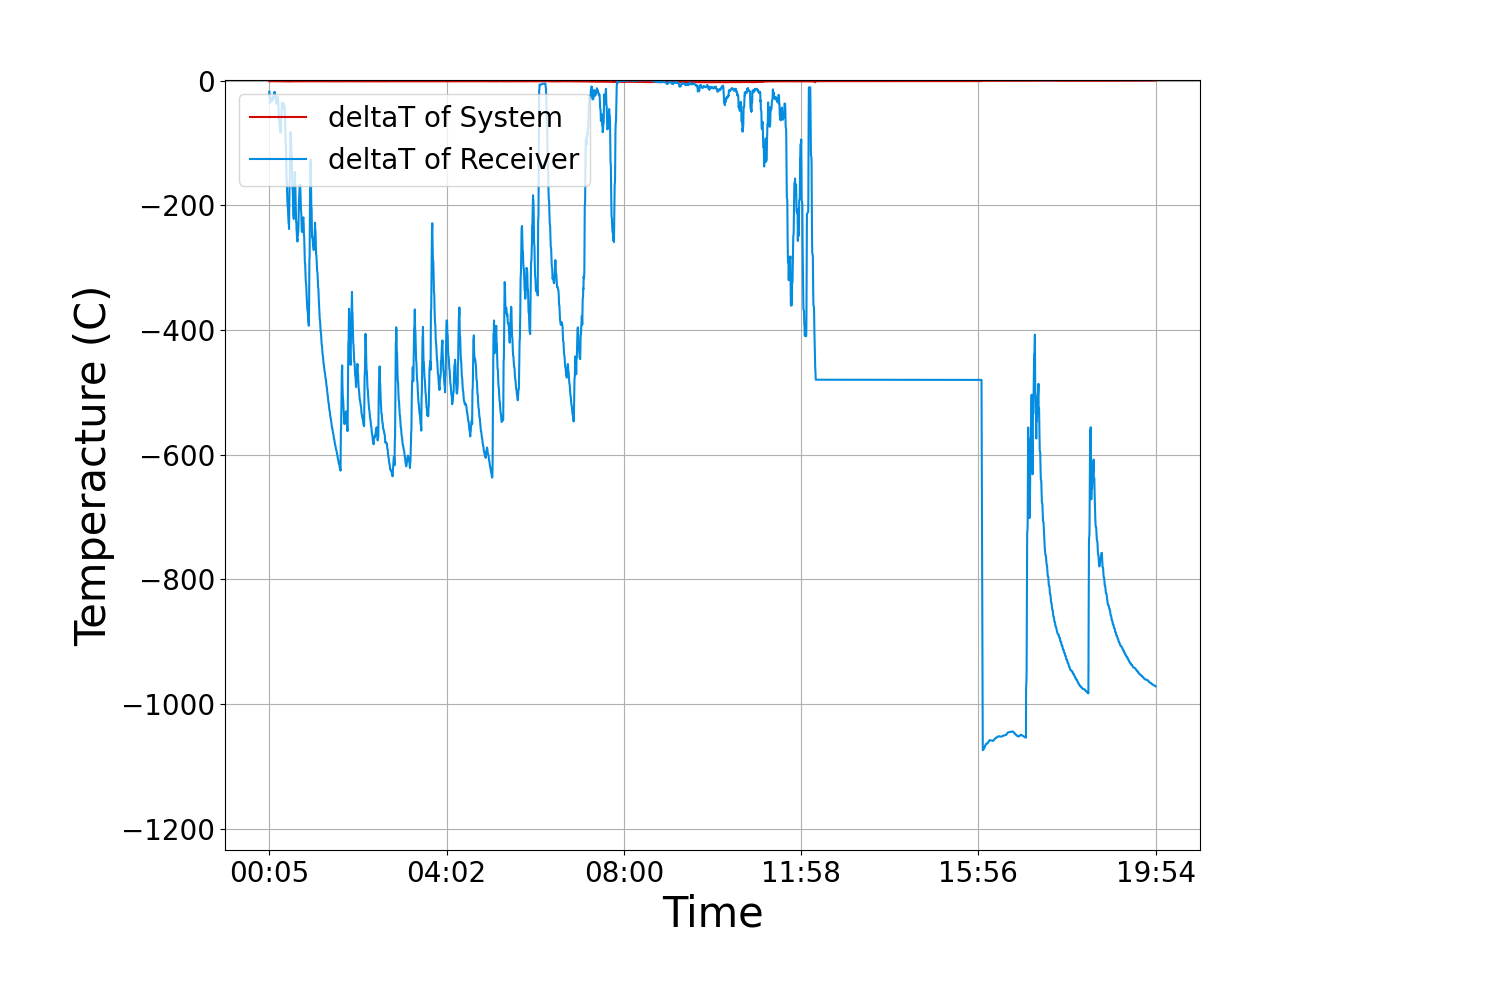 deltaT of System
deltaT of Receiver
0
−200
−400
−600
−800
−1000
−1200
Temperacture (C)
00:05 04:02 08:00 11:58 15:56 19:54
Time